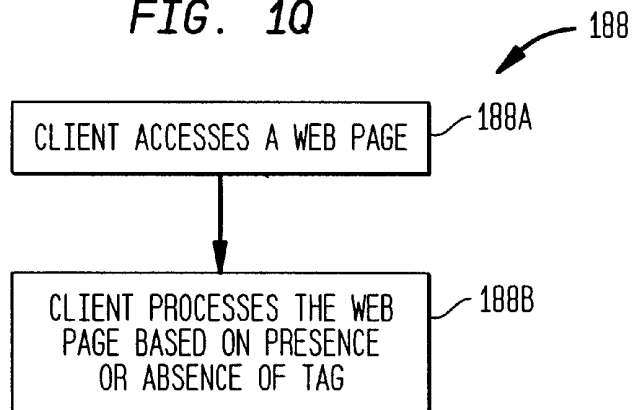 FIG. 1Q
188
CLIENT ACCESSES A WEB PAGE
188A
CLIENT PROCESSES THE WEB
PAGE BASED ON PRESENCE
OR ABSENCE OF TAG
188B